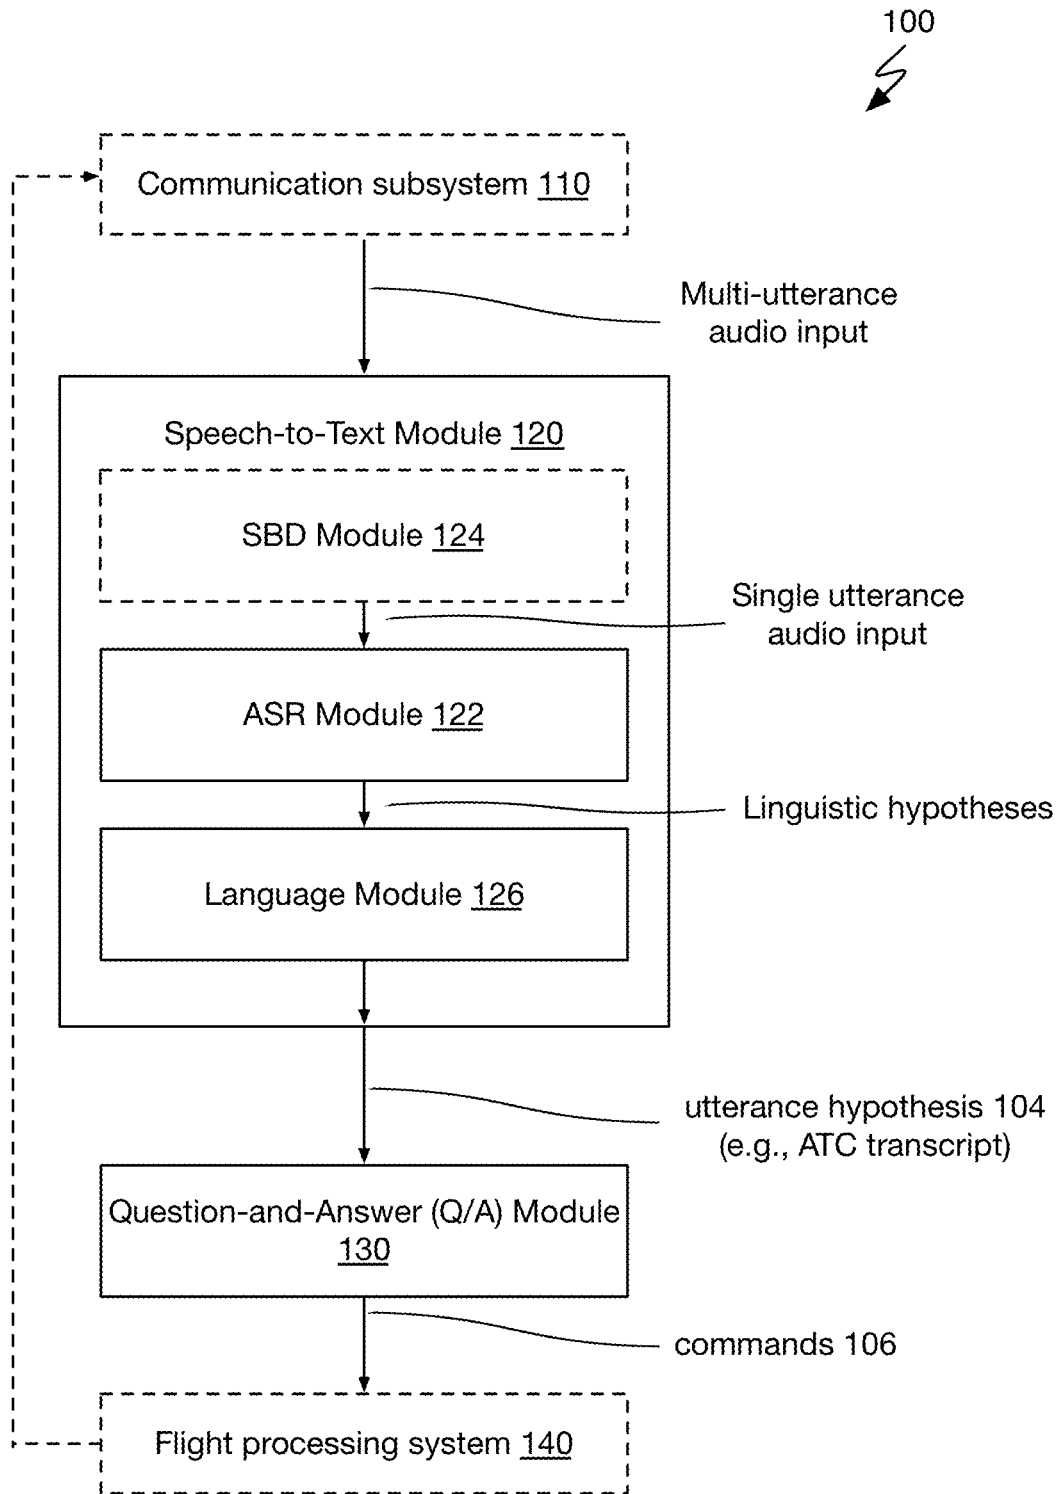 100
Communication subsystem 110
Multi-utterance
audio input
Speech-to-Text Module 120
SBD Module 124
Single utterance
audio input
ASR Module 122
Linguistic hypotheses
Language Module 126
utterance hypothesis 104
(e.g., ATC transcript)
Question-and-Answer (Q/A) Module
130
commands 106
Flight processing system 140